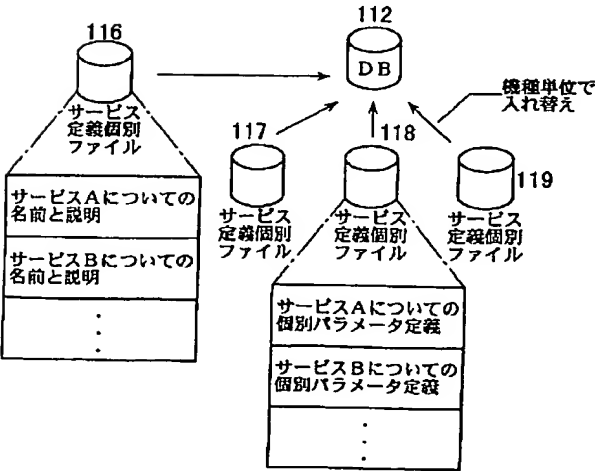 116
サービス
定義個別
ファイル
サービスAについての
名前と説明
サービスBについての
名前と説明
・
・
・
112
DB
機種単位で
入れ替え
117
サービス
定義個別
ファイル
118
サービス
定義個別
ファイル
119
サービス
定義個別
ファイル
サービスAについての
個別パラメータ定義
サービスBについての
個別パラメータ定義
・
・
・